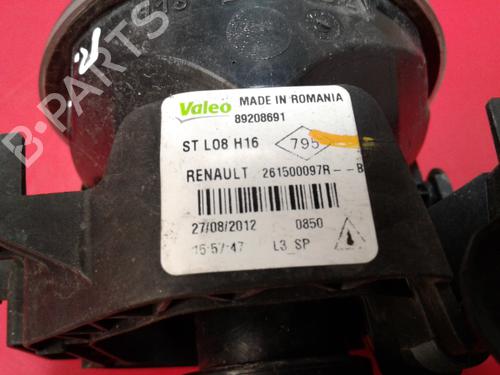 B-PARTS
Valeo MADE IN ROMANIA
89208691
ST L08 H16 795
RENAULT 261500097R--B
27/08/2012 0850
15:57:47 L3_SP